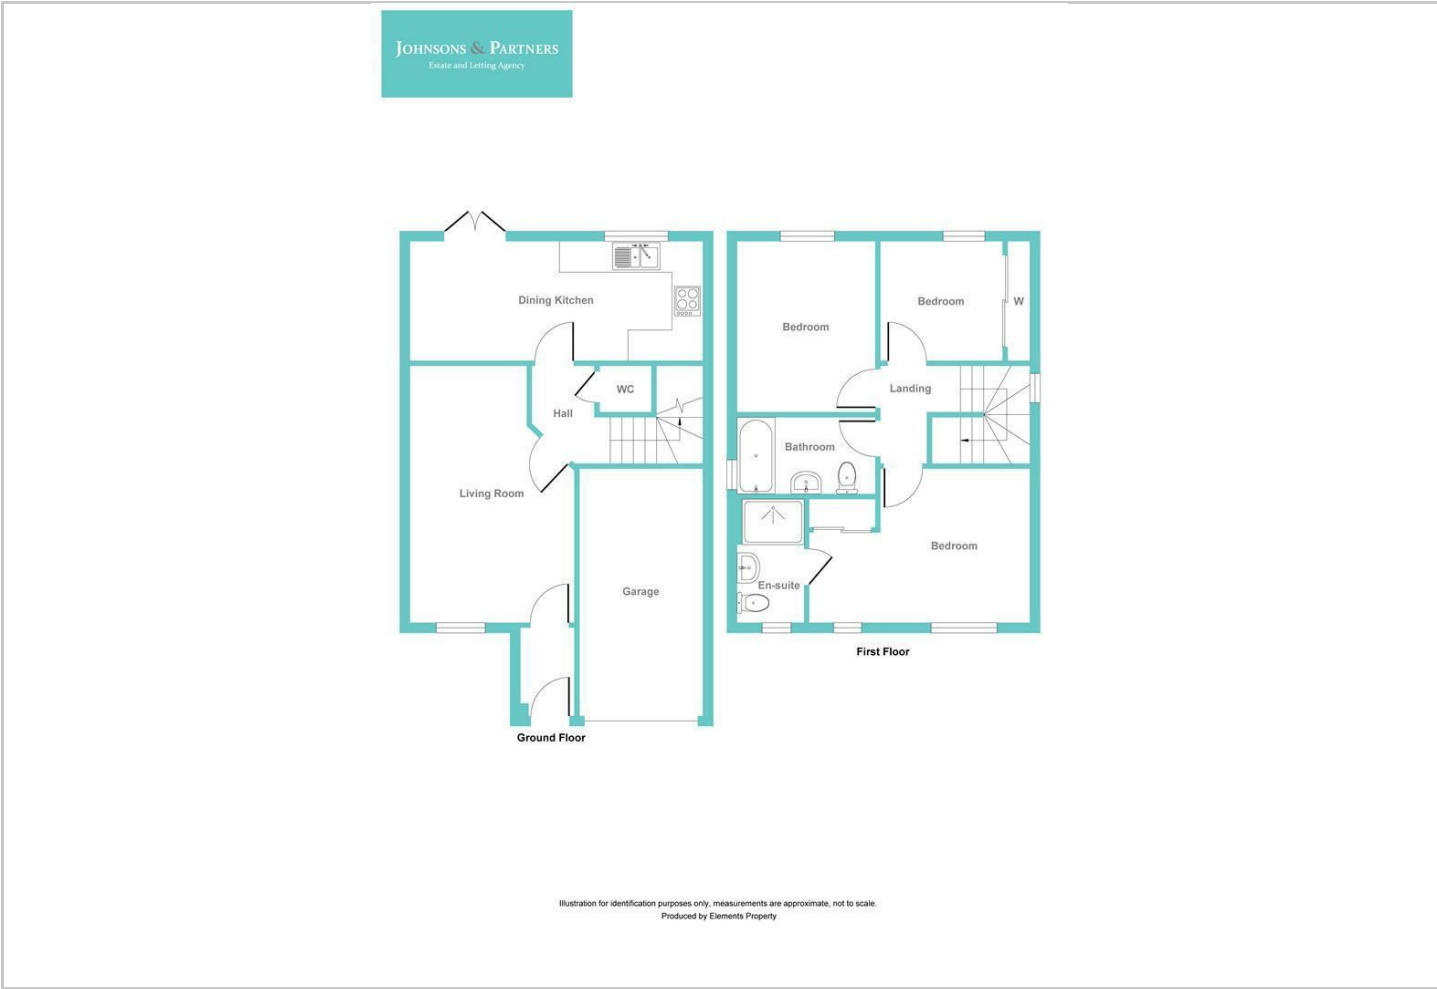 JOHNSONS & PARTNERS
Estate and Letting Agency
Dining Kitchen
WC
Hall
Living Room
Garage
Ground Floor
Bedroom
Bedroom
W
Landing
Bathroom
Bedroom
En-suite
First Floor
Illustration for identification purposes only, measurements are approximate, not to scale.
Produced by Elements Property